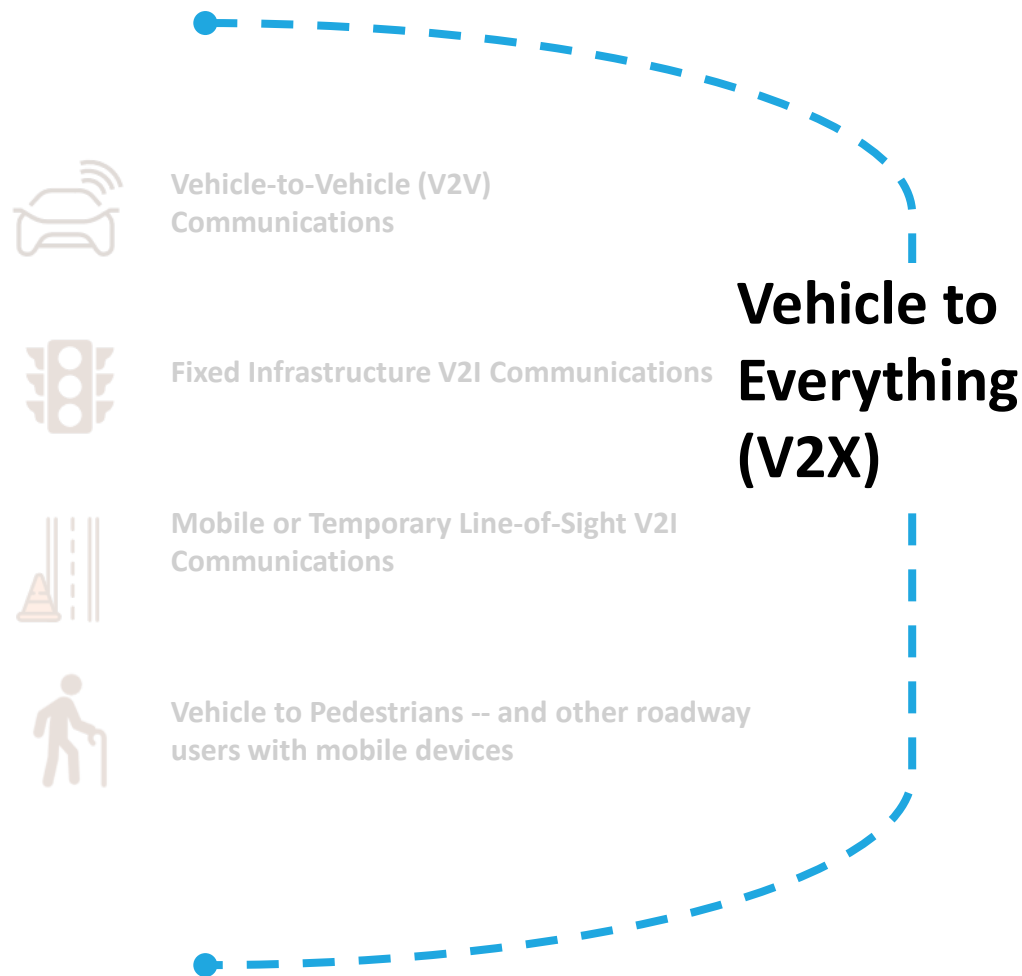 Vehicle-to-Vehicle (V2V)
Communications
Fixed Infrastructure V2I Communications
Mobile or Temporary Line-of-Sight V2I
Communications
Vehicle to Pedestrians -- and other roadway
users with mobile devices
Vehicle to
Everything
(V2X)